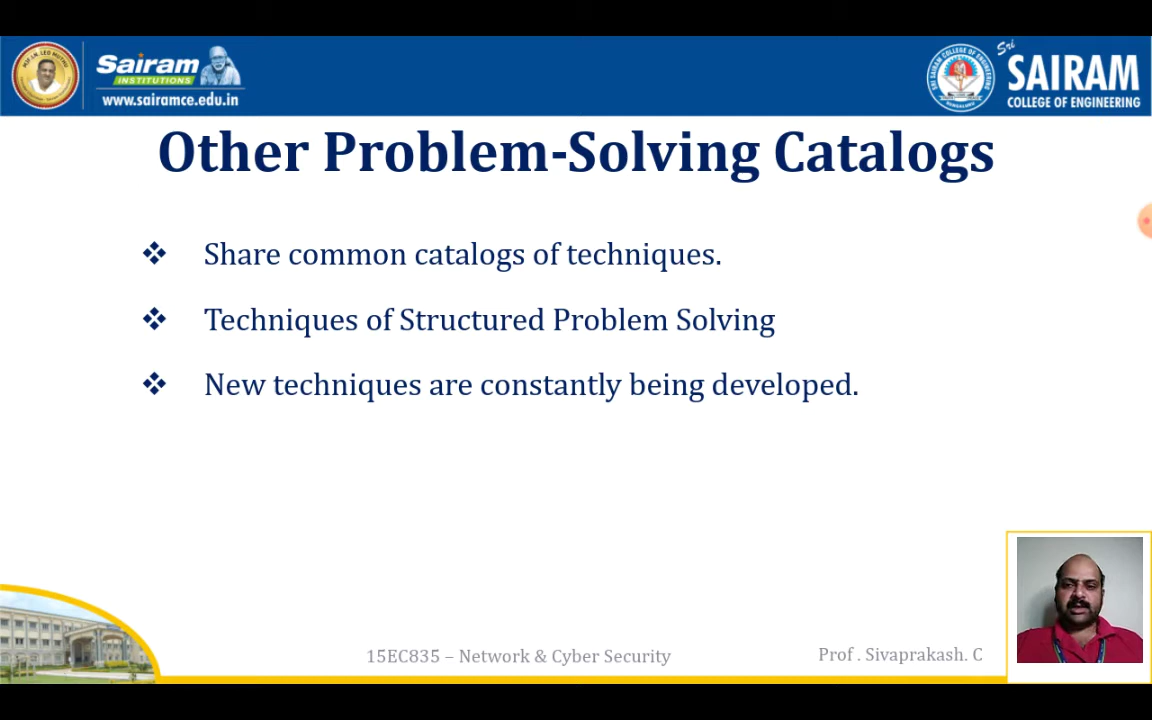 Sairam
INSTITUTIONS
www.sairamce.edu.in
Sri
SAIRAM
COLLEGE OF ENGINEERING
Other Problem-Solving Catalogs
❖ Share common catalogs of techniques.
❖ Techniques of Structured Problem Solving
❖ New techniques are constantly being developed.
15EC835 – Network & Cyber Security
Prof . Sivaprakash. C